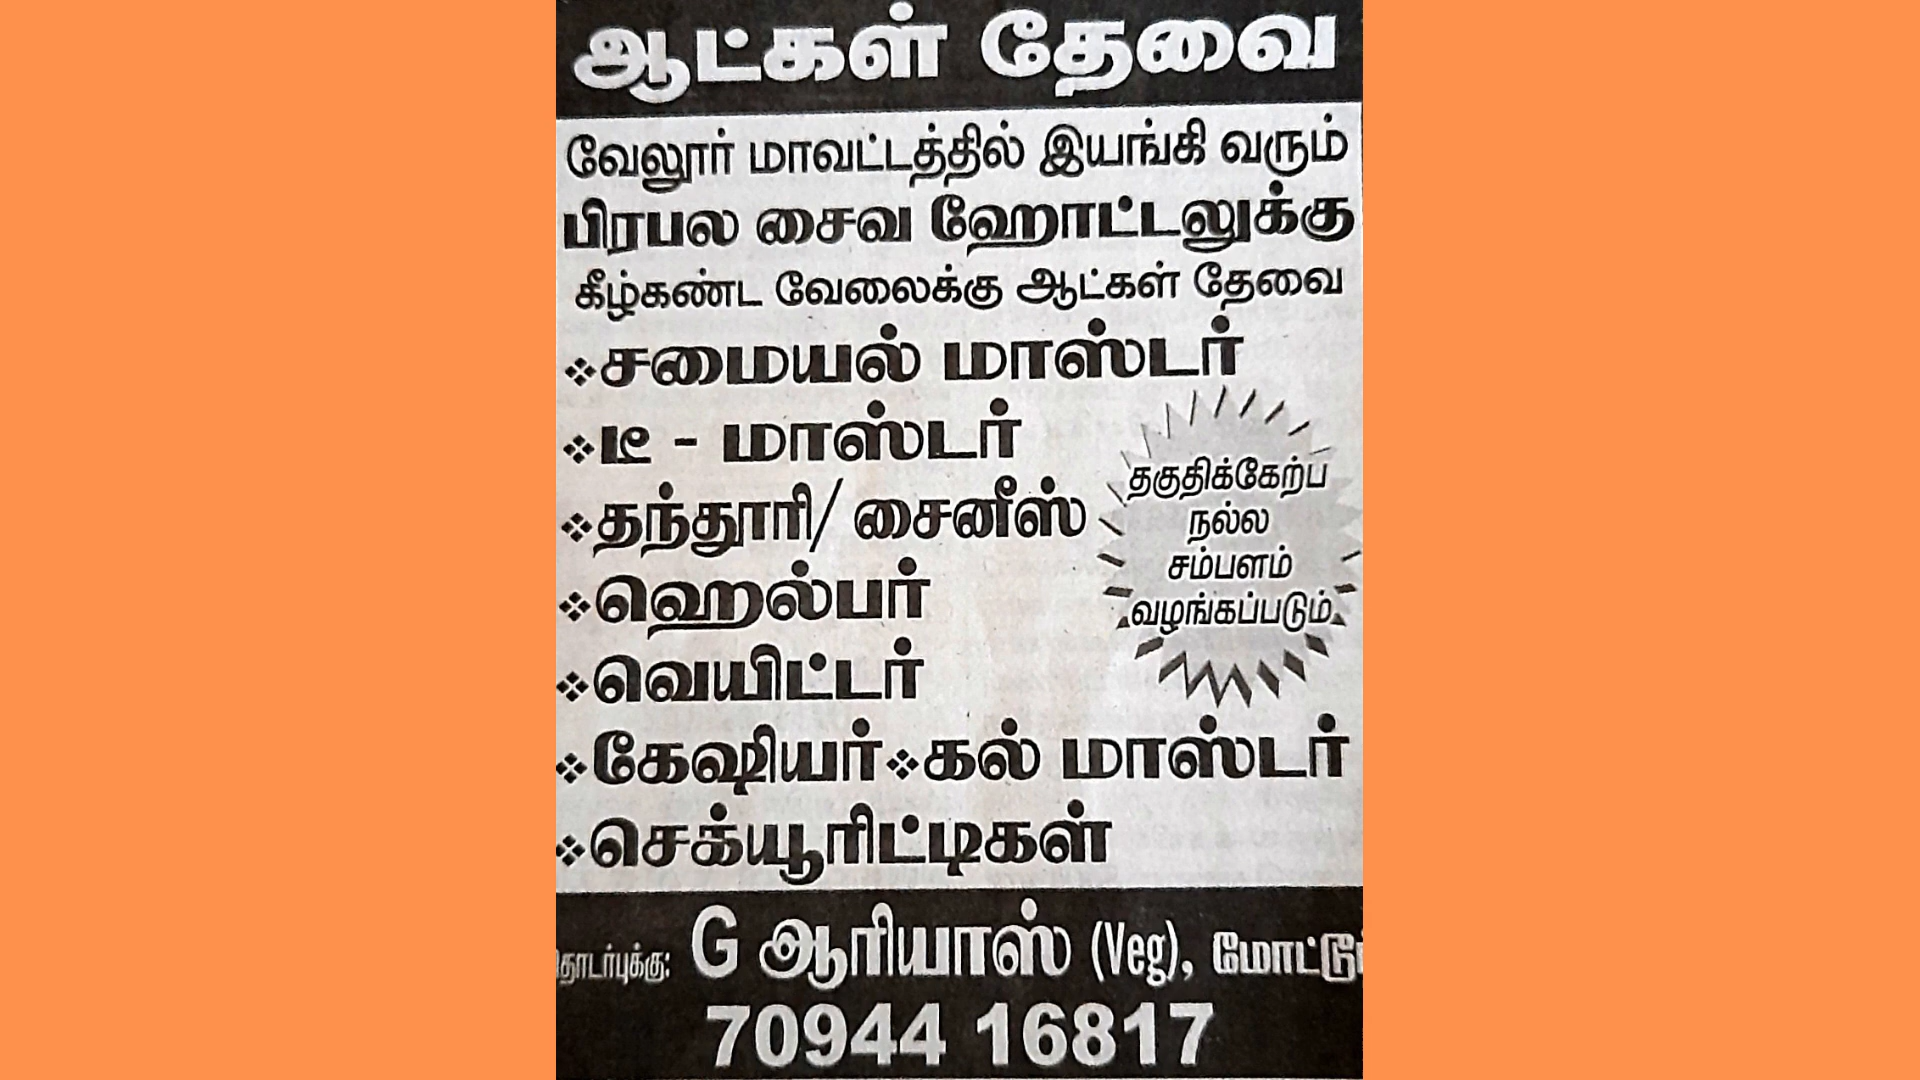 ஆட்கள் தேவை
வேலூர் மாவட்டத்தில் இயங்கி வரும்
பிரபல சைவ ஹோட்டலுக்கு
கீழ்கண்ட வேலைக்கு ஆட்கள் தேவை
❖சமையல் மாஸ்டர்
❖டீ - மாஸ்டர்
❖தந்தூரி/ சைனீஸ்
❖ஹெல்பர்
❖வெயிட்டர்
❖கேஷியர்❖கல் மாஸ்டர்
❖செக்யூரிட்டிகள்
தகுதிக்கேற்ப
நல்ல
சம்பளம்
வழங்கப்படும்.
G ஆரியாஸ் (Veg),
70944 16817